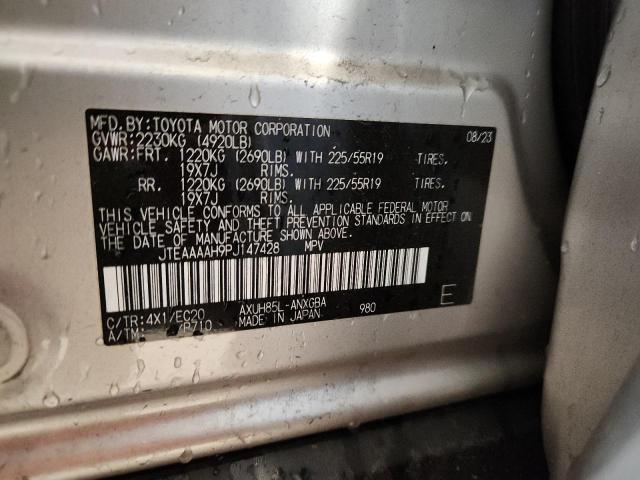 MFD. BY: TOYOTA MOTOR CORPORATION 08/23
GVWR: 2230KG (4920LB)
GAWR: FRT. 1220KG (2690LB) WITH 225/55R19 TIRES.
19X7J RIMS.
RR. 1220KG (2690LB) WITH 225/55R19 TIRES.
19X7J RIMS.
THIS VEHICLE CONFORMS TO ALL APPLICABLE FEDERAL MOTOR
VEHICLE SAFETY AND THEFT PREVENTION STANDARDS IN EFFECT ON
THE DATE OF MANUFACTURE SHOWN ABOVE.
JTEAAAAH9PJ147428 MPV
C/TR: 4X1/EC20 AXUH85L-ANXGBA
A/TM: /P710 MADE IN JAPAN 980 E